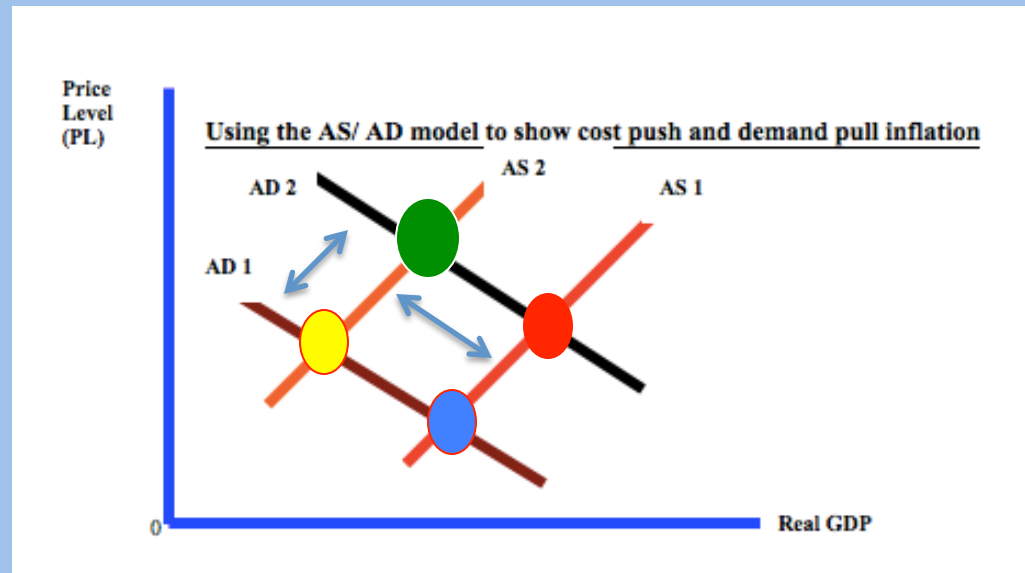 Price
Level
(PL)
Using the AS/ AD model to show cost push and demand pull inflation
AS 2
AD 2
AS 1
AD 1
0
Real GDP